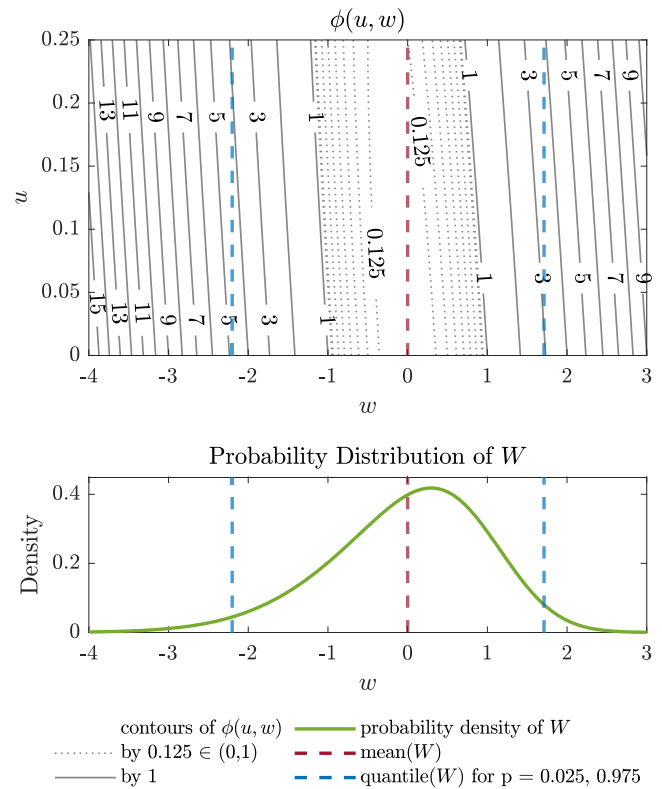 ϕ(u, w)
0.25
0.2
0.15
0.1
0.05
0
u
13 11 9 7 5 3 1 0.125 1 3 5 7 9
0.125
15 13 11 9 7 5 3 1 1 3 5 7 9
-4 -3 -2 -1 0 1 2 3
w
Probability Distribution of W
0.4
0.2
0
Density
-4 -3 -2 -1 0 1 2 3
w
contours of ϕ(u, w)
by 0.125 ∈ (0,1)
by 1
probability density of W
mean(W)
quantile(W) for p = 0.025, 0.975